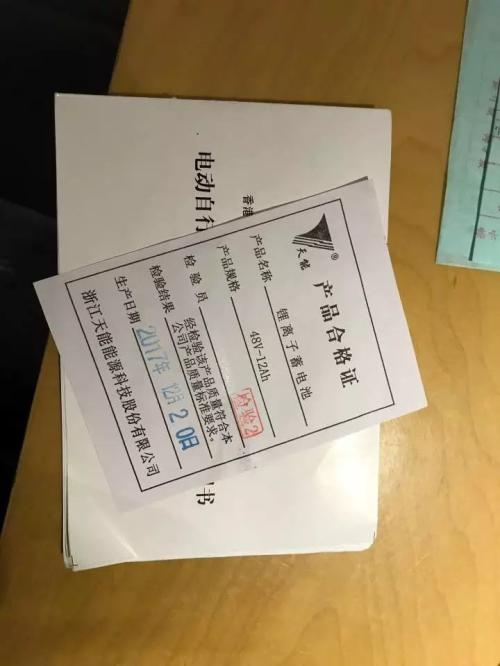 天能
®
产品合格证
产品名称 锂离子蓄电池
产品规格 48V-12Ah
检验员 检验2
检验结果 经检验该产品质量符合本
公司产品质量标准要求。
生产日期 2017年 12月 20日
浙江天能能源科技股份有限公司
香港
电动自行
书